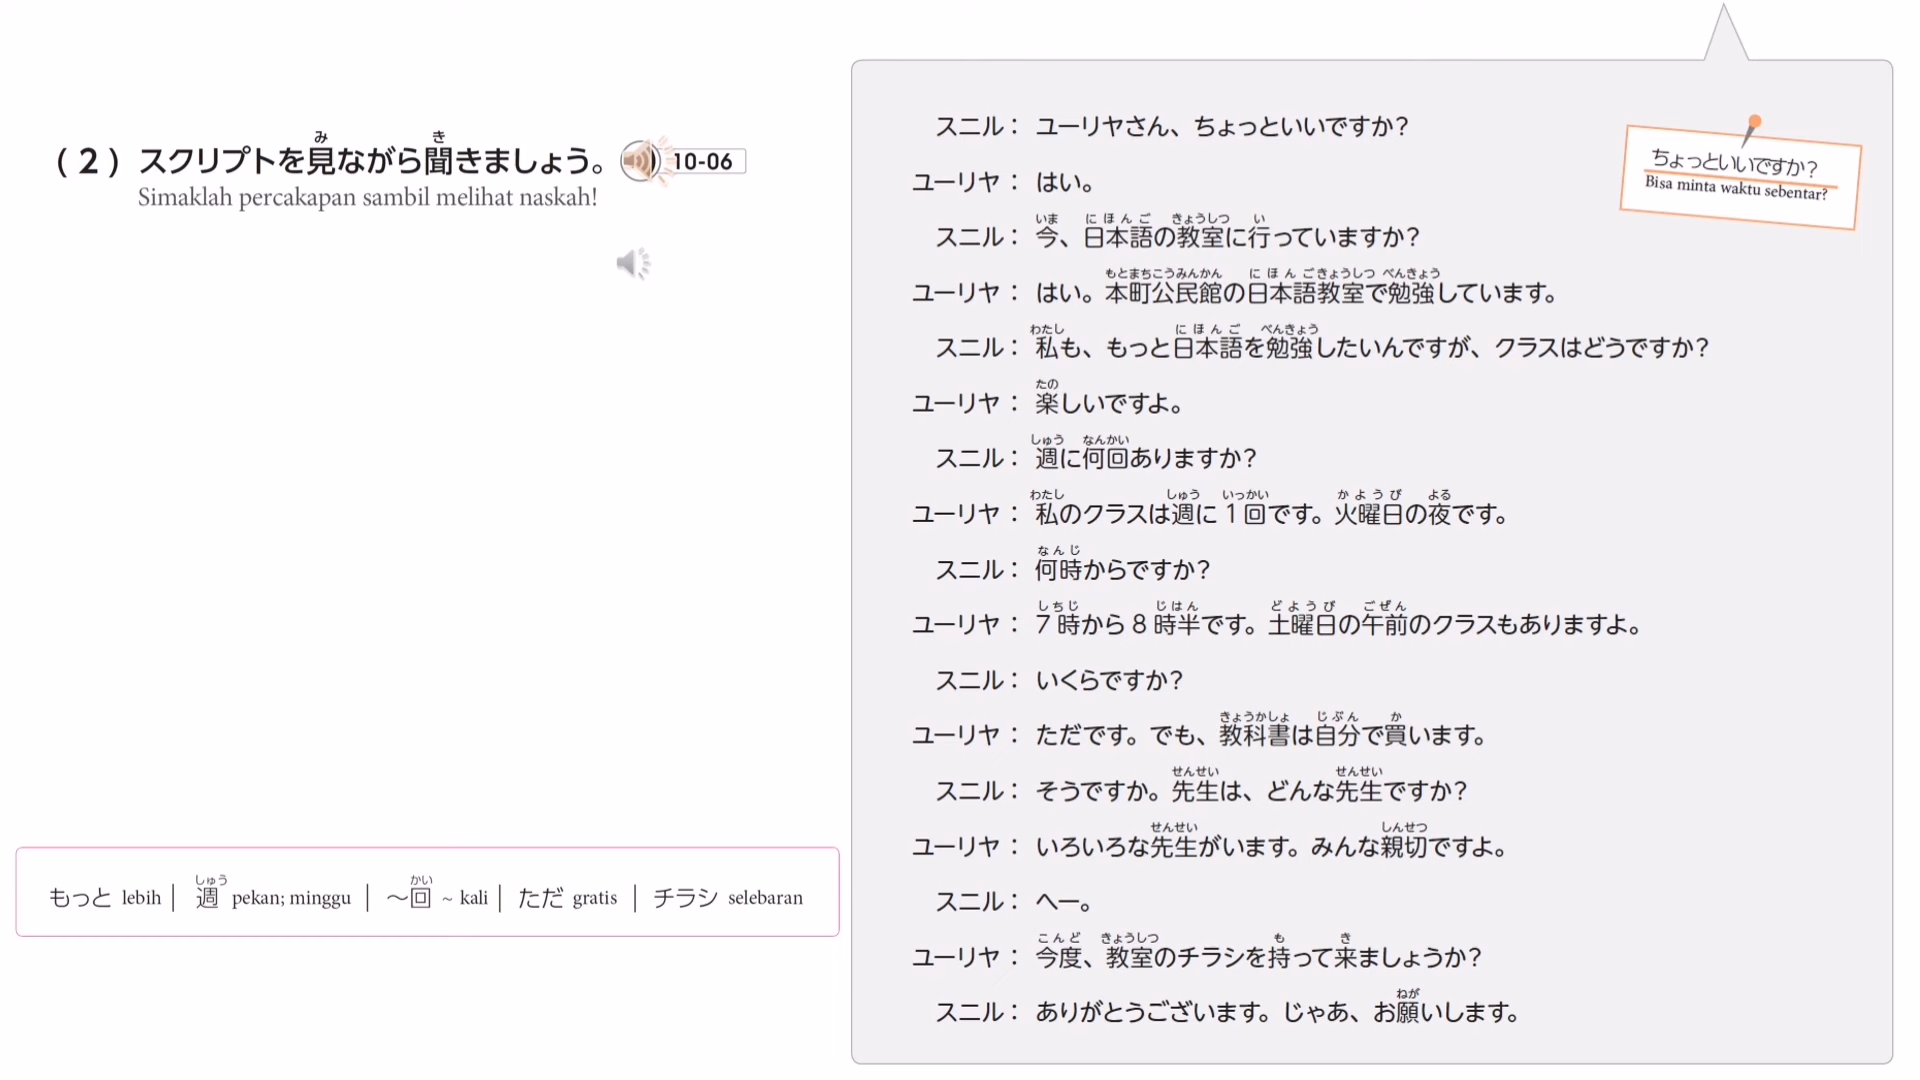 (2) スクリプトを見ながら聞きましょう。 10-06
Simaklah percakapan sambil melihat naskah!
もっと lebih | 週 pekan; minggu | ～回 ~ kali | ただ gratis | チラシ selebaran
スニル： ユーリヤさん、ちょっといいですか？
ユーリヤ： はい。
スニル： 今、日本語の教室に行っていますか？
ユーリヤ： はい。本町公民館の日本語教室で勉強しています。
スニル： 私も、もっと日本語を勉強したいんですが、クラスはどうですか？
ユーリヤ： 楽しいですよ。
スニル： 週に何回ありますか？
ユーリヤ： 私のクラスは週に1回です。火曜日の夜です。
スニル： 何時からですか？
ユーリヤ： 7時から8時半です。土曜日の午前のクラスもありますよ。
スニル： いくらですか？
ユーリヤ： ただです。でも、教科書は自分で買います。
スニル： そうですか。先生は、どんな先生ですか？
ユーリヤ： いろいろな先生がいます。みんな親切ですよ。
スニル： へー。
ユーリヤ： 今度、教室のチラシを持って来ましょうか？
スニル： ありがとうございます。じゃあ、お願いします。
ちょっといいですか？
Bisa minta waktu sebentar?